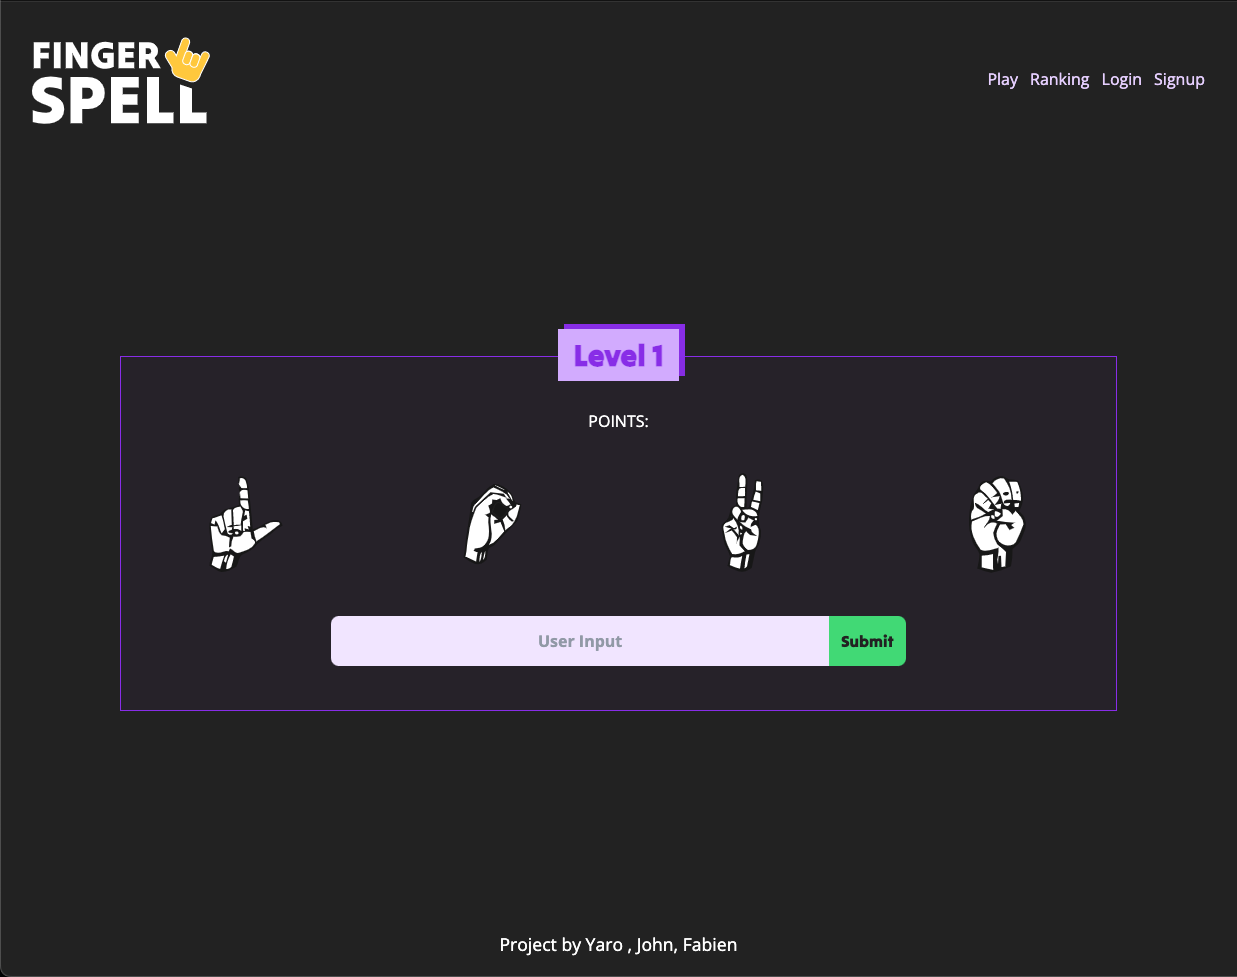 FINGER
SPELL
Play Ranking Login Signup
Level 1
POINTS:
User Input
Submit
Project by Yaro , John, Fabien